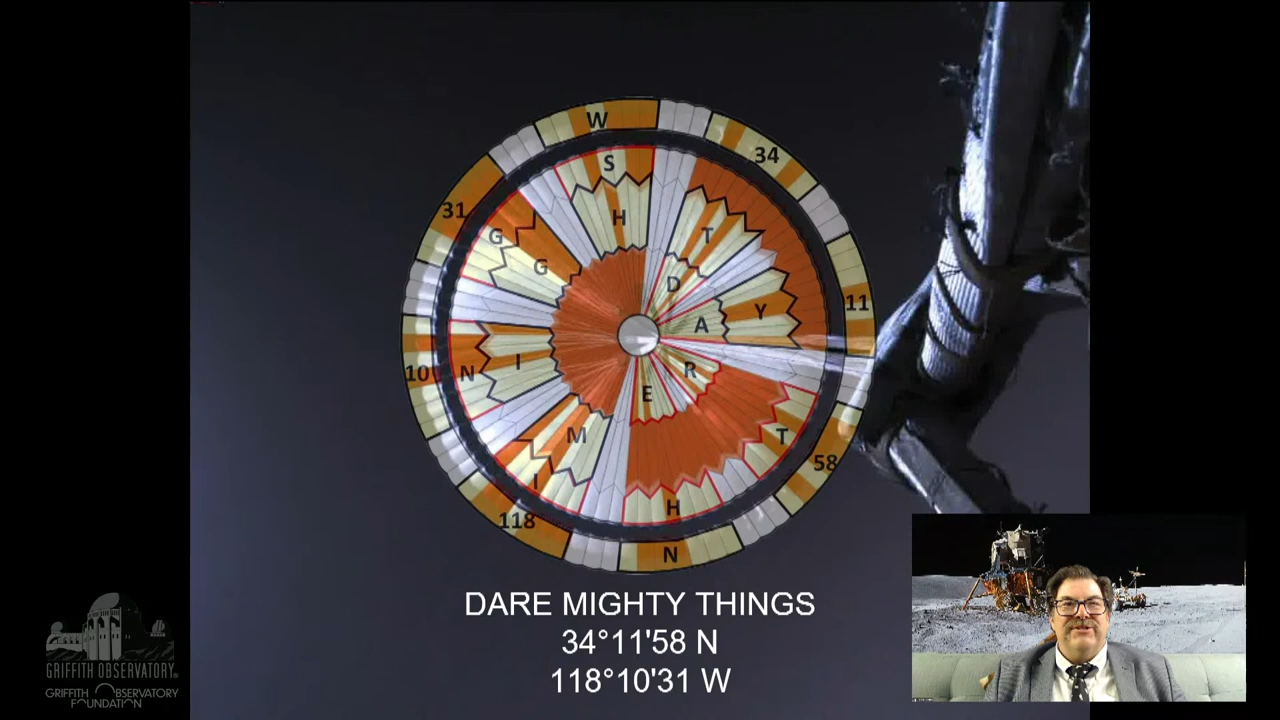 W
34
31
S
G
H
T
G
D
11
Y
A
10
N
I
R
E
M
T
58
I
H
118
N
DARE MIGHTY THINGS
34°11'58 N
118°10'31 W
GRIFFITH OBSERVATORY
GRIFFITH OBSERVATORY
FOUNDATION